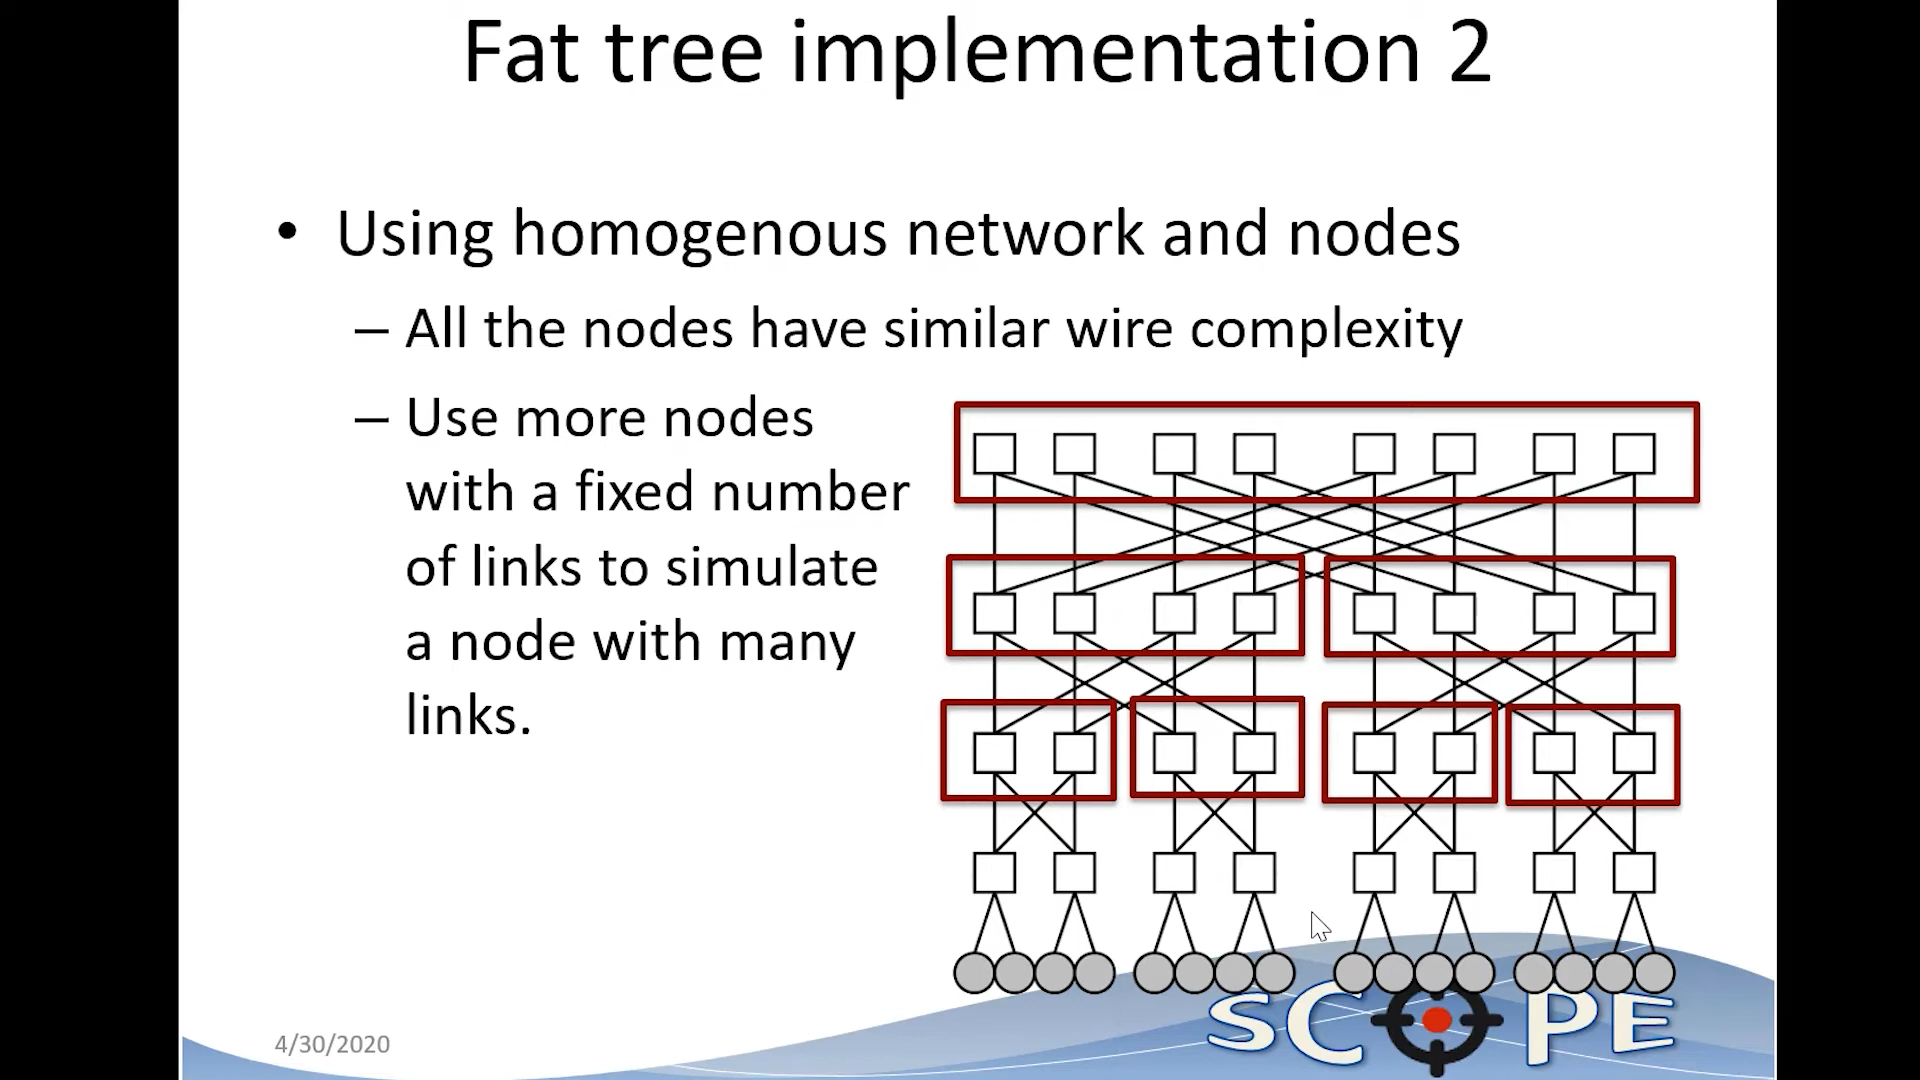 Fat tree implementation 2
• Using homogenous network and nodes
– All the nodes have similar wire complexity
– Use more nodes
with a fixed number
of links to simulate
a node with many
links.
4/30/2020
SCOPE